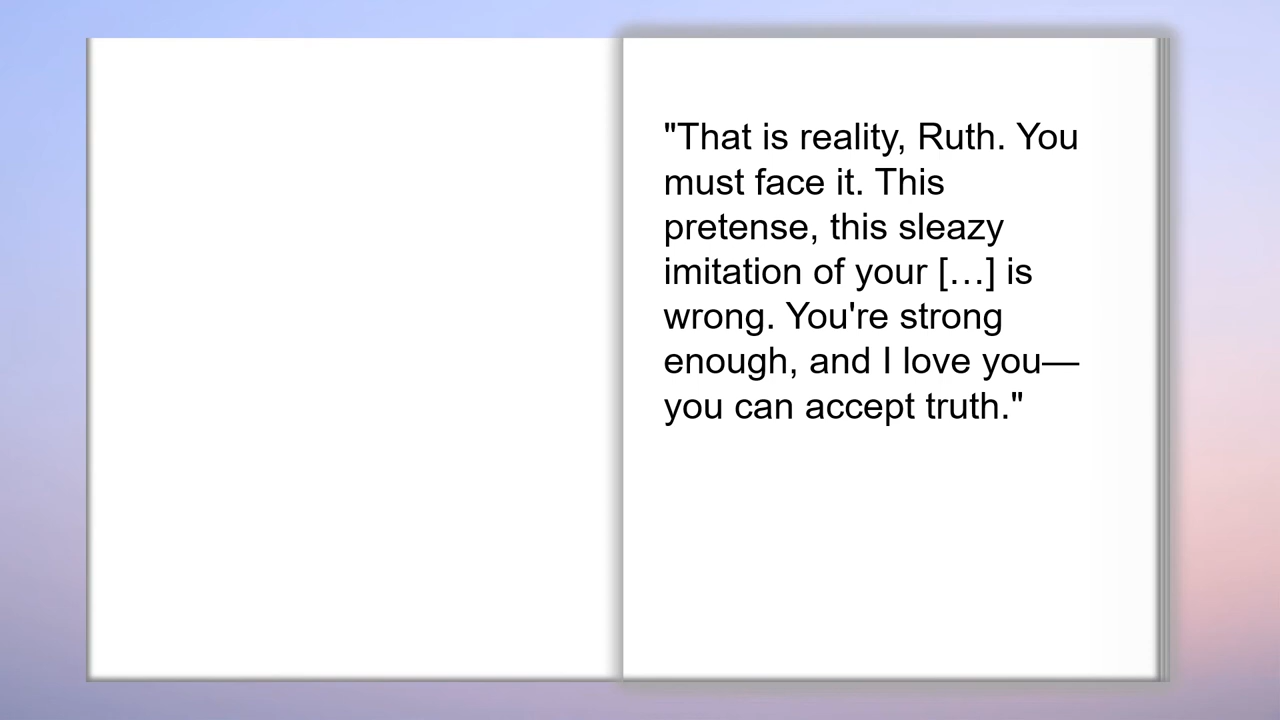 "That is reality, Ruth. You
must face it. This
pretense, this sleazy
imitation of your […] is
wrong. You're strong
enough, and I love you—
you can accept truth."